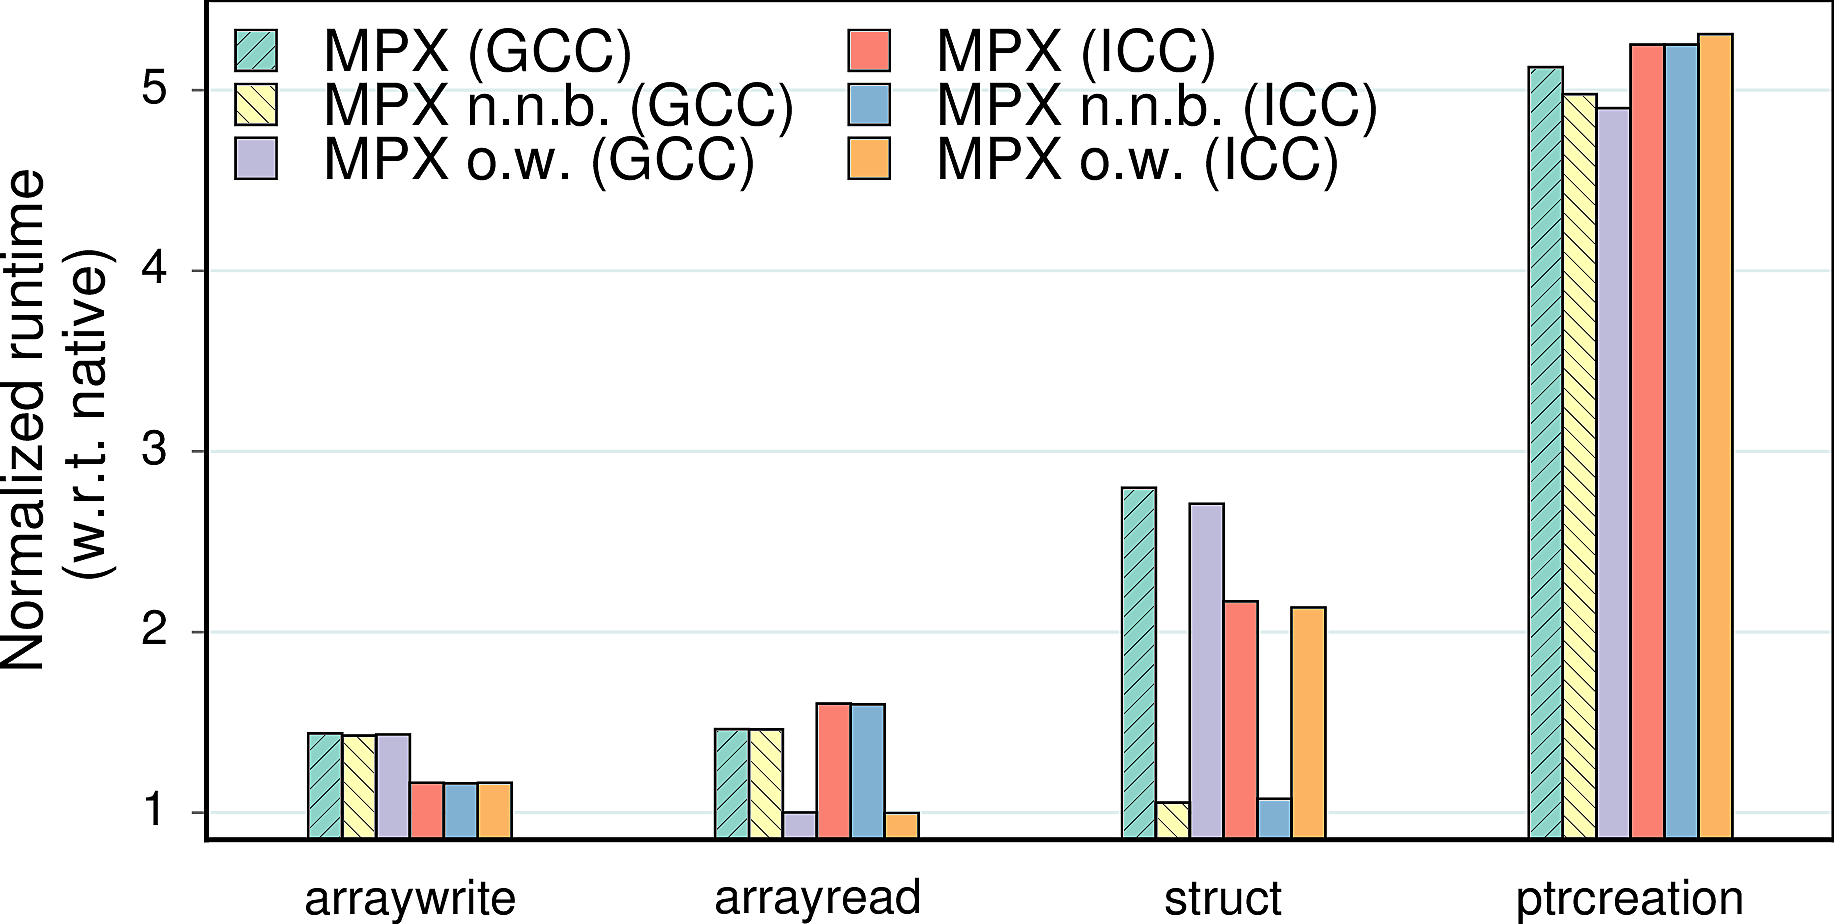 MPX (GCC)
MPX n.n.b. (GCC)
MPX o.w. (GCC)
MPX (ICC)
MPX n.n.b. (ICC)
MPX o.w. (ICC)
Normalized runtime
(w.r.t. native)
5
4
3
2
1
arraywrite
arrayread
struct
ptrcreation